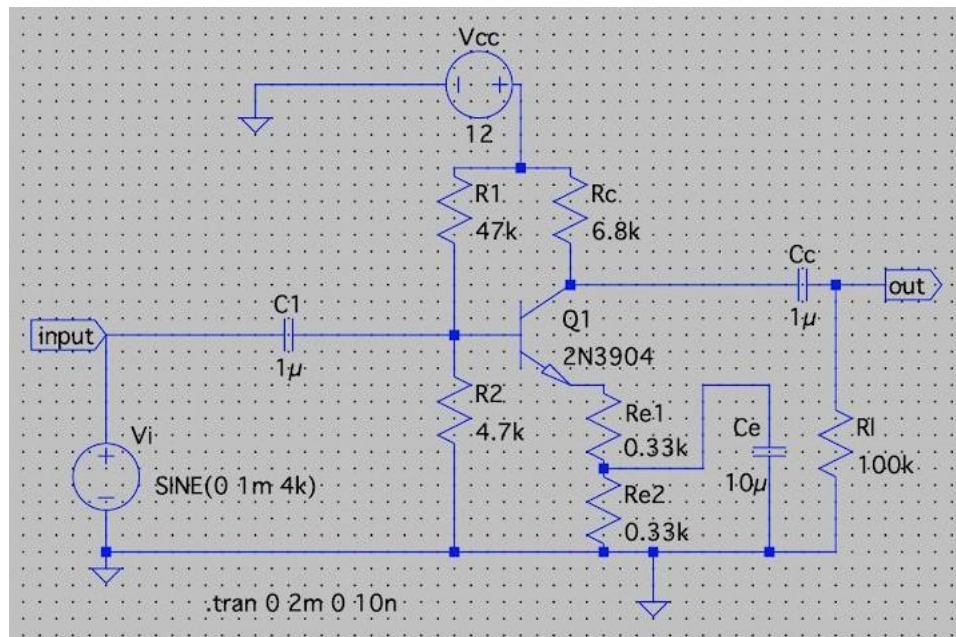 Vcc
12
R1
47k
Rc
6.8k
Cc
1µ
out
C1
1µ
input
Q1
2N3904
R2
4.7k
Re1
0.33k
Ce
10µ
Rl
100k
Vi
SINE(0 1m 4k)
Re2
0.33k
.tran 0 2m 0 10n